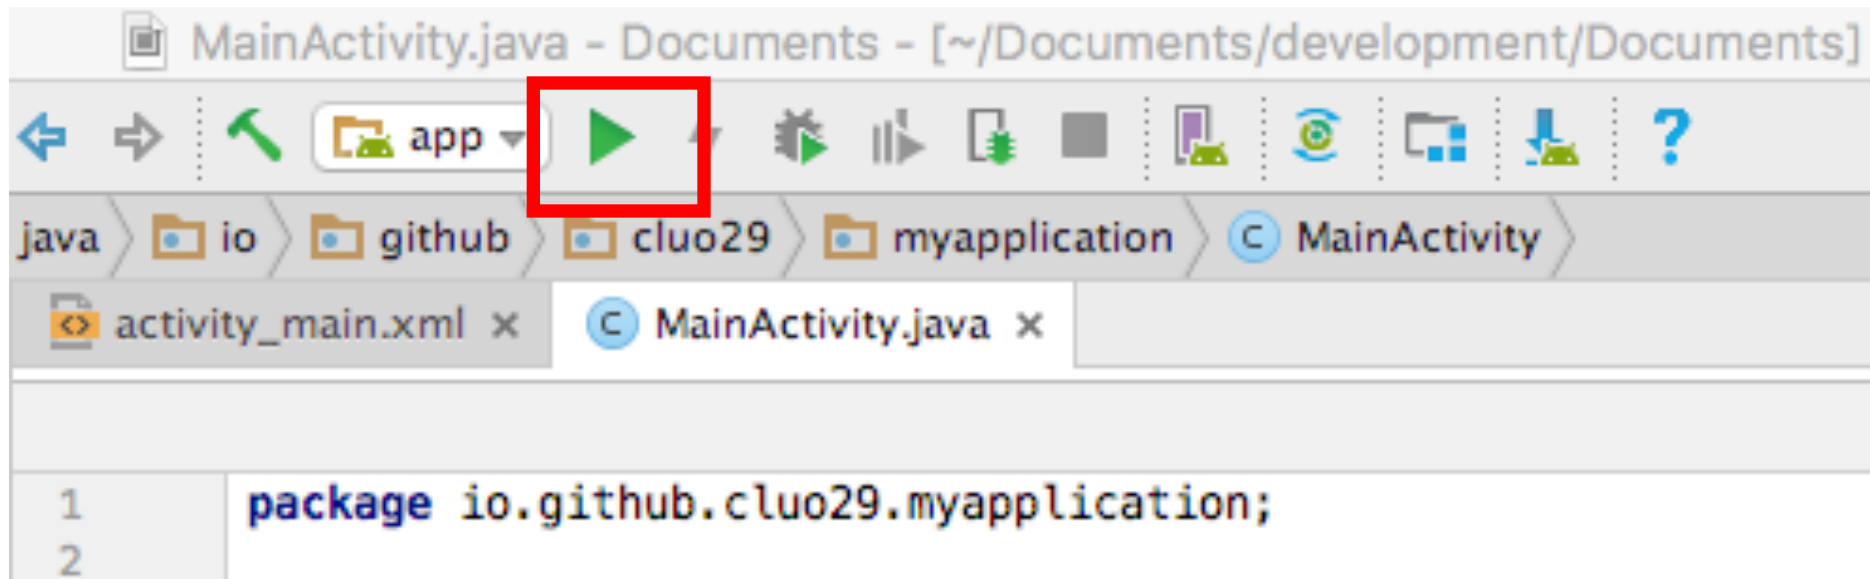 MainActivity.java - Documents - [~/Documents/development/Documents]
app
java io github cluo29 myapplication C MainActivity
activity_main.xml C MainActivity.java
1 package io.github.cluo29.myapplication;
2